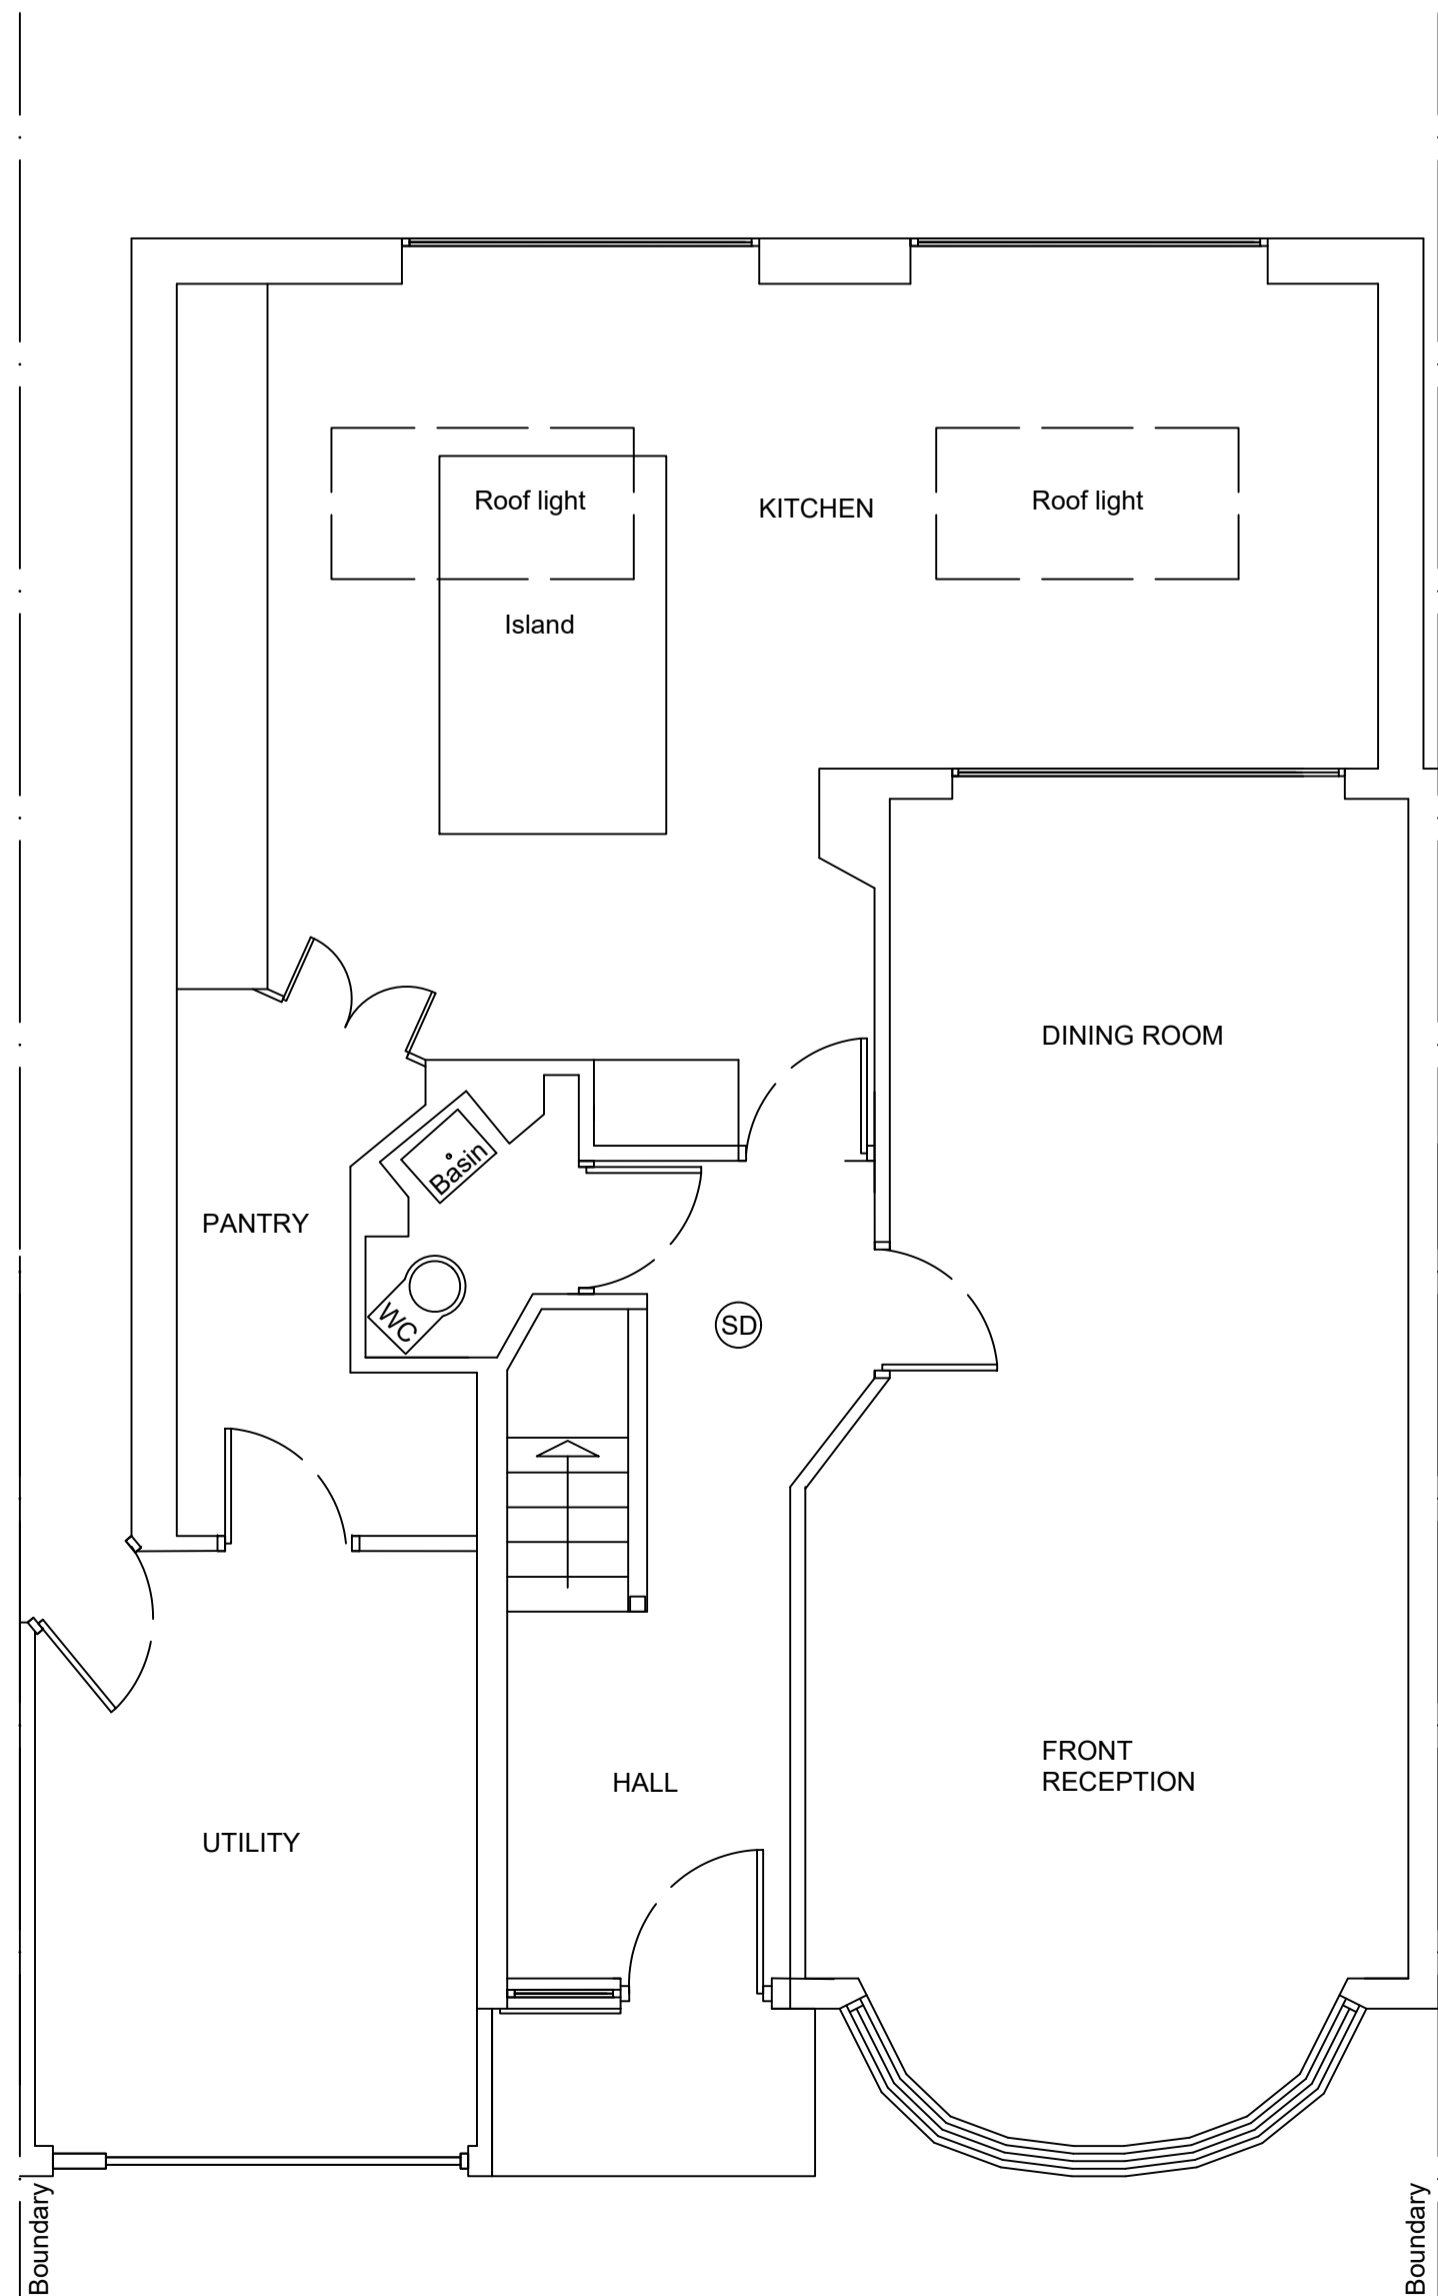 Roof light
KITCHEN
Roof light
Island
DINING ROOM
Basin
PANTRY
WC
SD
FRONT
RECEPTION
HALL
UTILITY
Boundary
Boundary